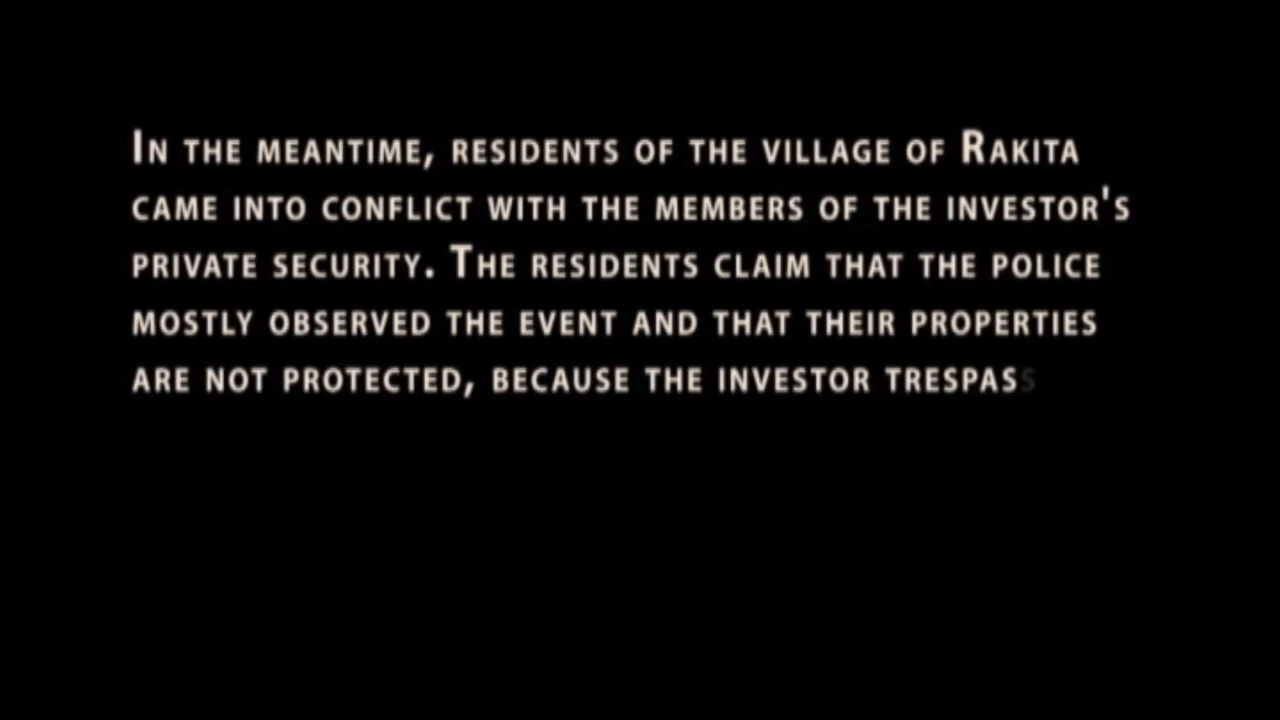 In the meantime, residents of the village of Rakita
came into conflict with the members of the investor's
private security. The residents claim that the police
mostly observed the event and that their properties
are not protected, because the investor trespass